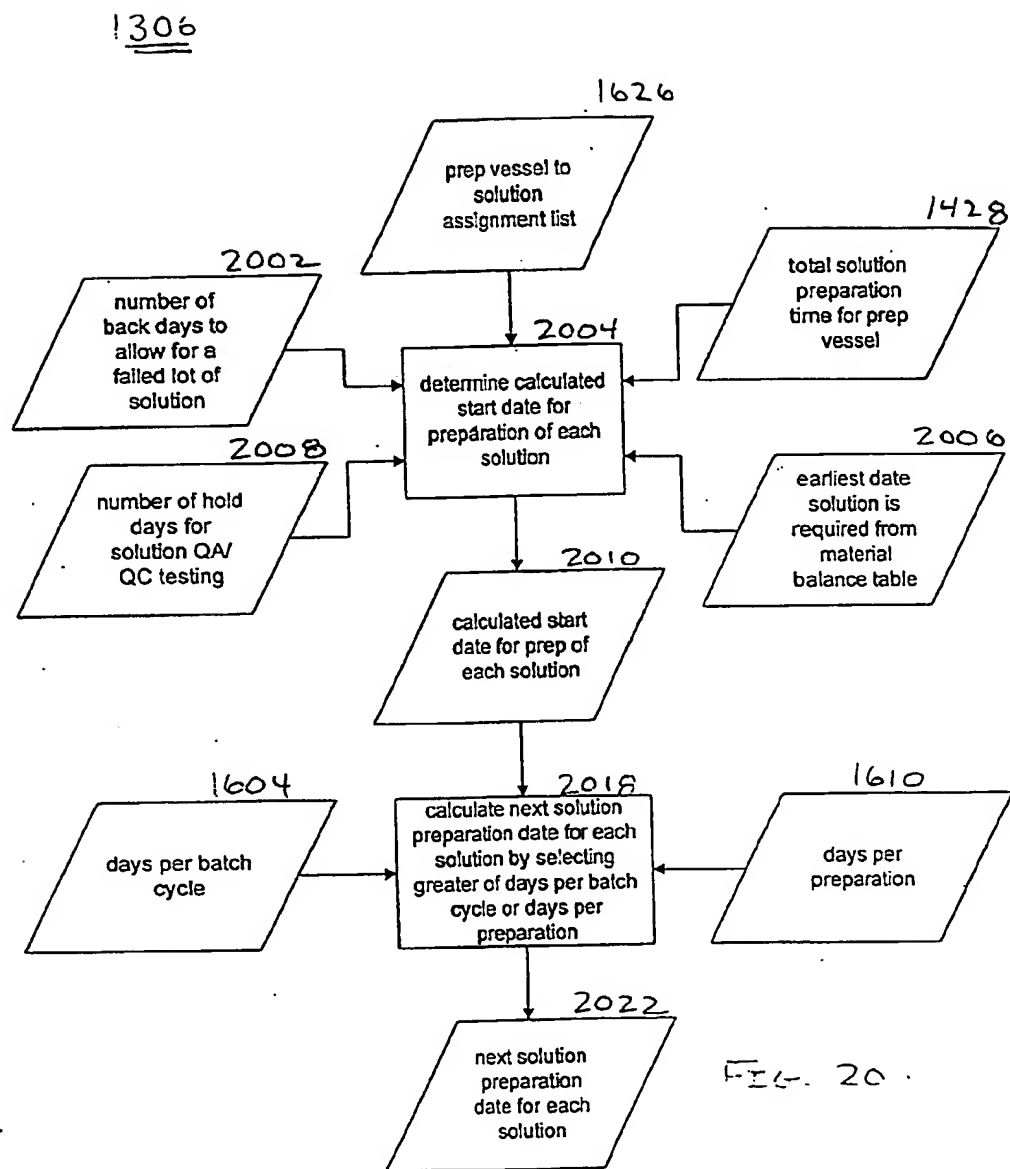 1306
1626
prep vessel to
solution
assignment list
1428
total solution
preparation
time for prep
vessel
2002
number of
back days to
allow for a
failed lot of
solution
2004
determine calculated
start date for
preparation of each
solution
2008
number of hold
days for
solution QA/
QC testing
2006
earliest date
solution is
required from
material
balance table
2010
calculated start
date for prep of
each solution
1604
days per batch
cycle
2018
calculate next solution
preparation date for each
solution by selecting
greater of days per batch
cycle or days per
preparation
1610
days per
preparation
2022
next solution
preparation
date for each
solution
FIG. 20.